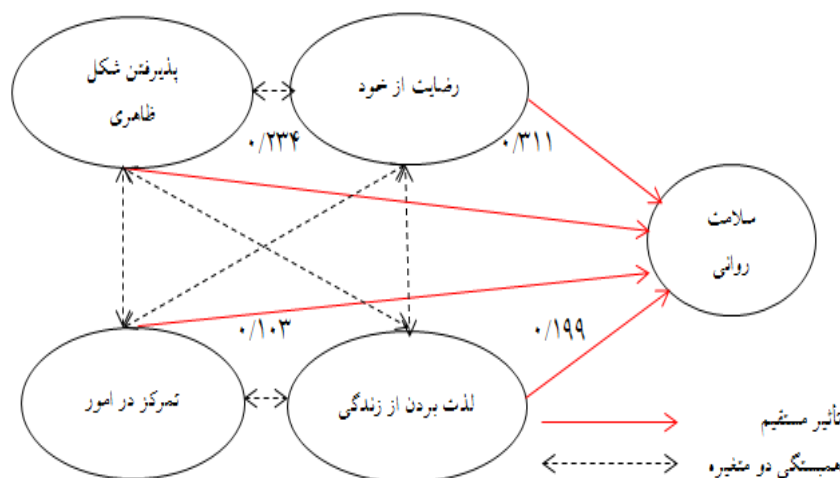 پذیرفتن شکل
ظاهری
رضایت از خود
۰/۲۳۴
۰/۳۱۱
سلامت
روانی
۰/۱۰۳
۰/۱۹۹
تمرکز در امور
لذت بردن از زندگی
تأثیر مستقیم
همبستگی دو متغیره